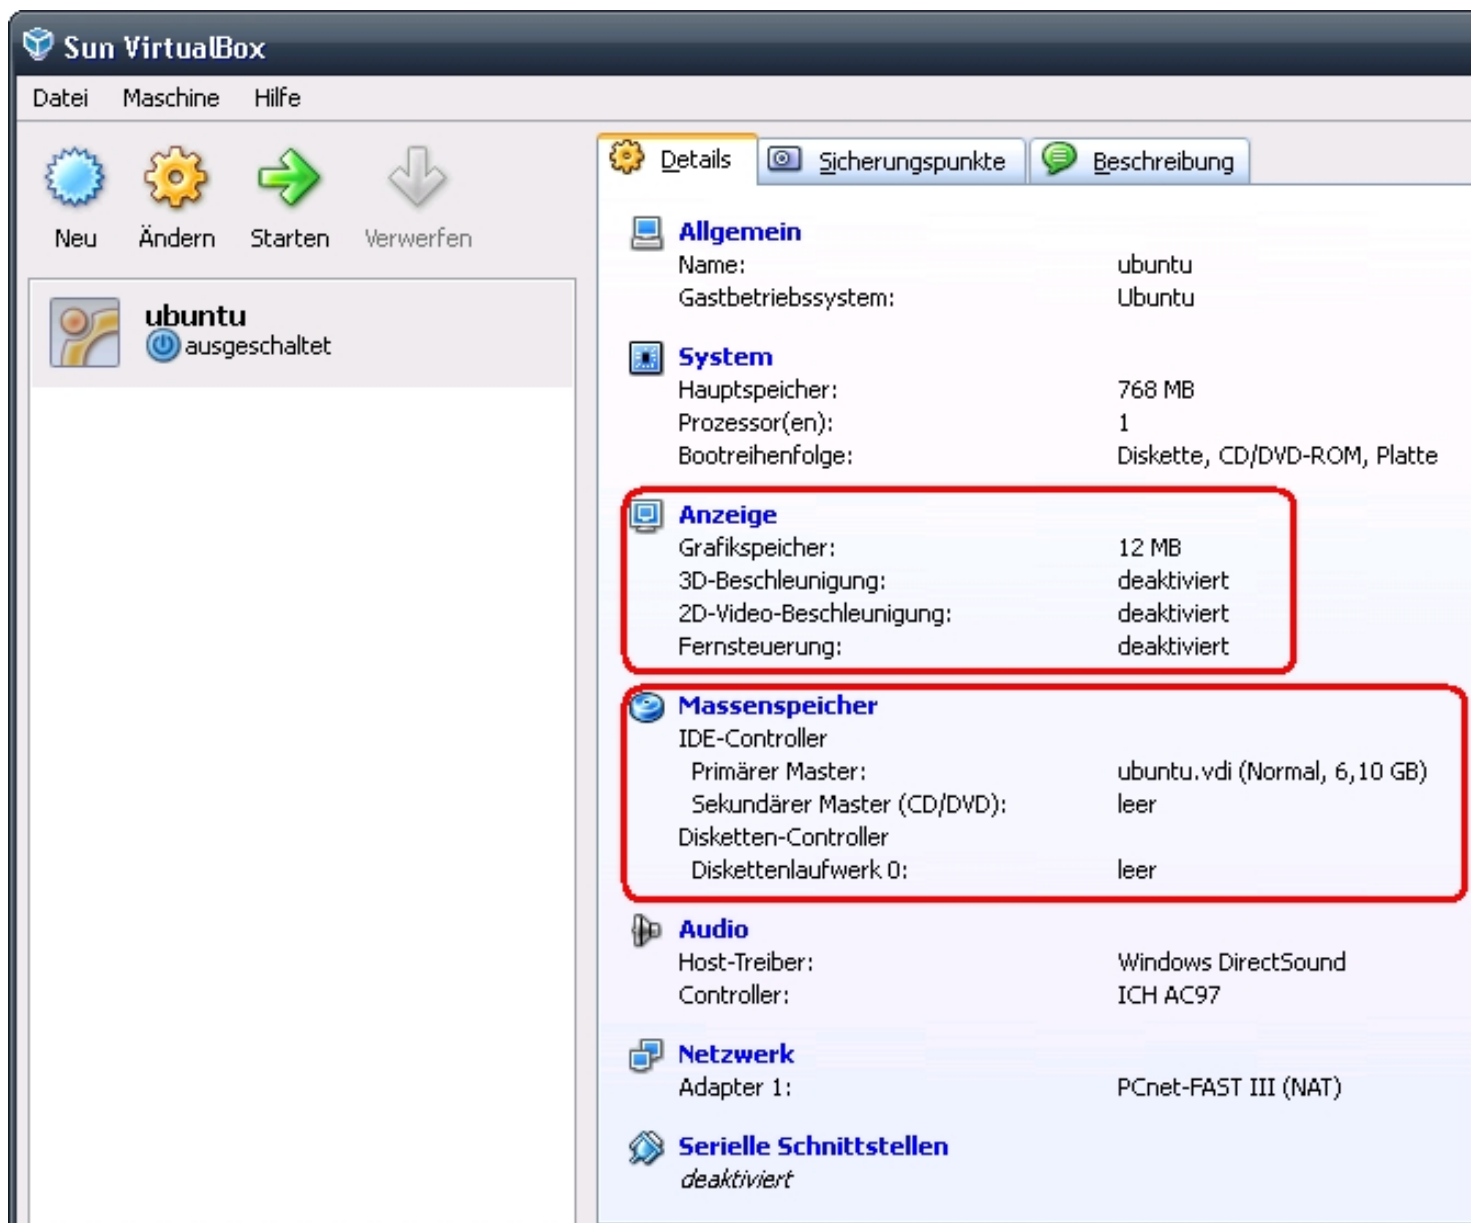 Sun VirtualBox
Datei Maschine Hilfe
Neu Ändern Starten Verwerfen
ubuntu
ausgeschaltet
Details Sicherungspunkte Beschreibung
Allgemein
Name: ubuntu
Gastbetriebssystem: Ubuntu
System
Hauptspeicher: 768 MB
Prozessor(en): 1
Bootreihenfolge: Diskette, CD/DVD-ROM, Platte
Anzeige
Grafikspeicher: 12 MB
3D-Beschleunigung: deaktiviert
2D-Video-Beschleunigung: deaktiviert
Fernsteuerung: deaktiviert
Massenspeicher
IDE-Controller
Primärer Master: ubuntu.vdi (Normal, 6,10 GB)
Sekundärer Master (CD/DVD): leer
Disketten-Controller
Diskettenlaufwerk 0: leer
Audio
Host-Treiber: Windows DirectSound
Controller: ICH AC97
Netzwerk
Adapter 1: PCnet-FAST III (NAT)
Serielle Schnittstellen
deaktiviert